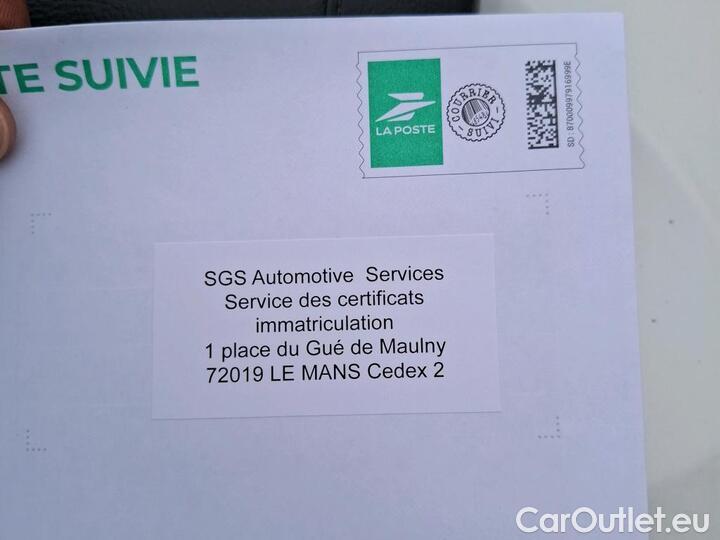 TE SUIVIE
LA POSTE
COURRIER SUIVI
SD : 87000997916999E
SGS Automotive Services
Service des certificats
immatriculation
1 place du Gué de Maulny
72019 LE MANS Cedex 2
CarOutlet.eu